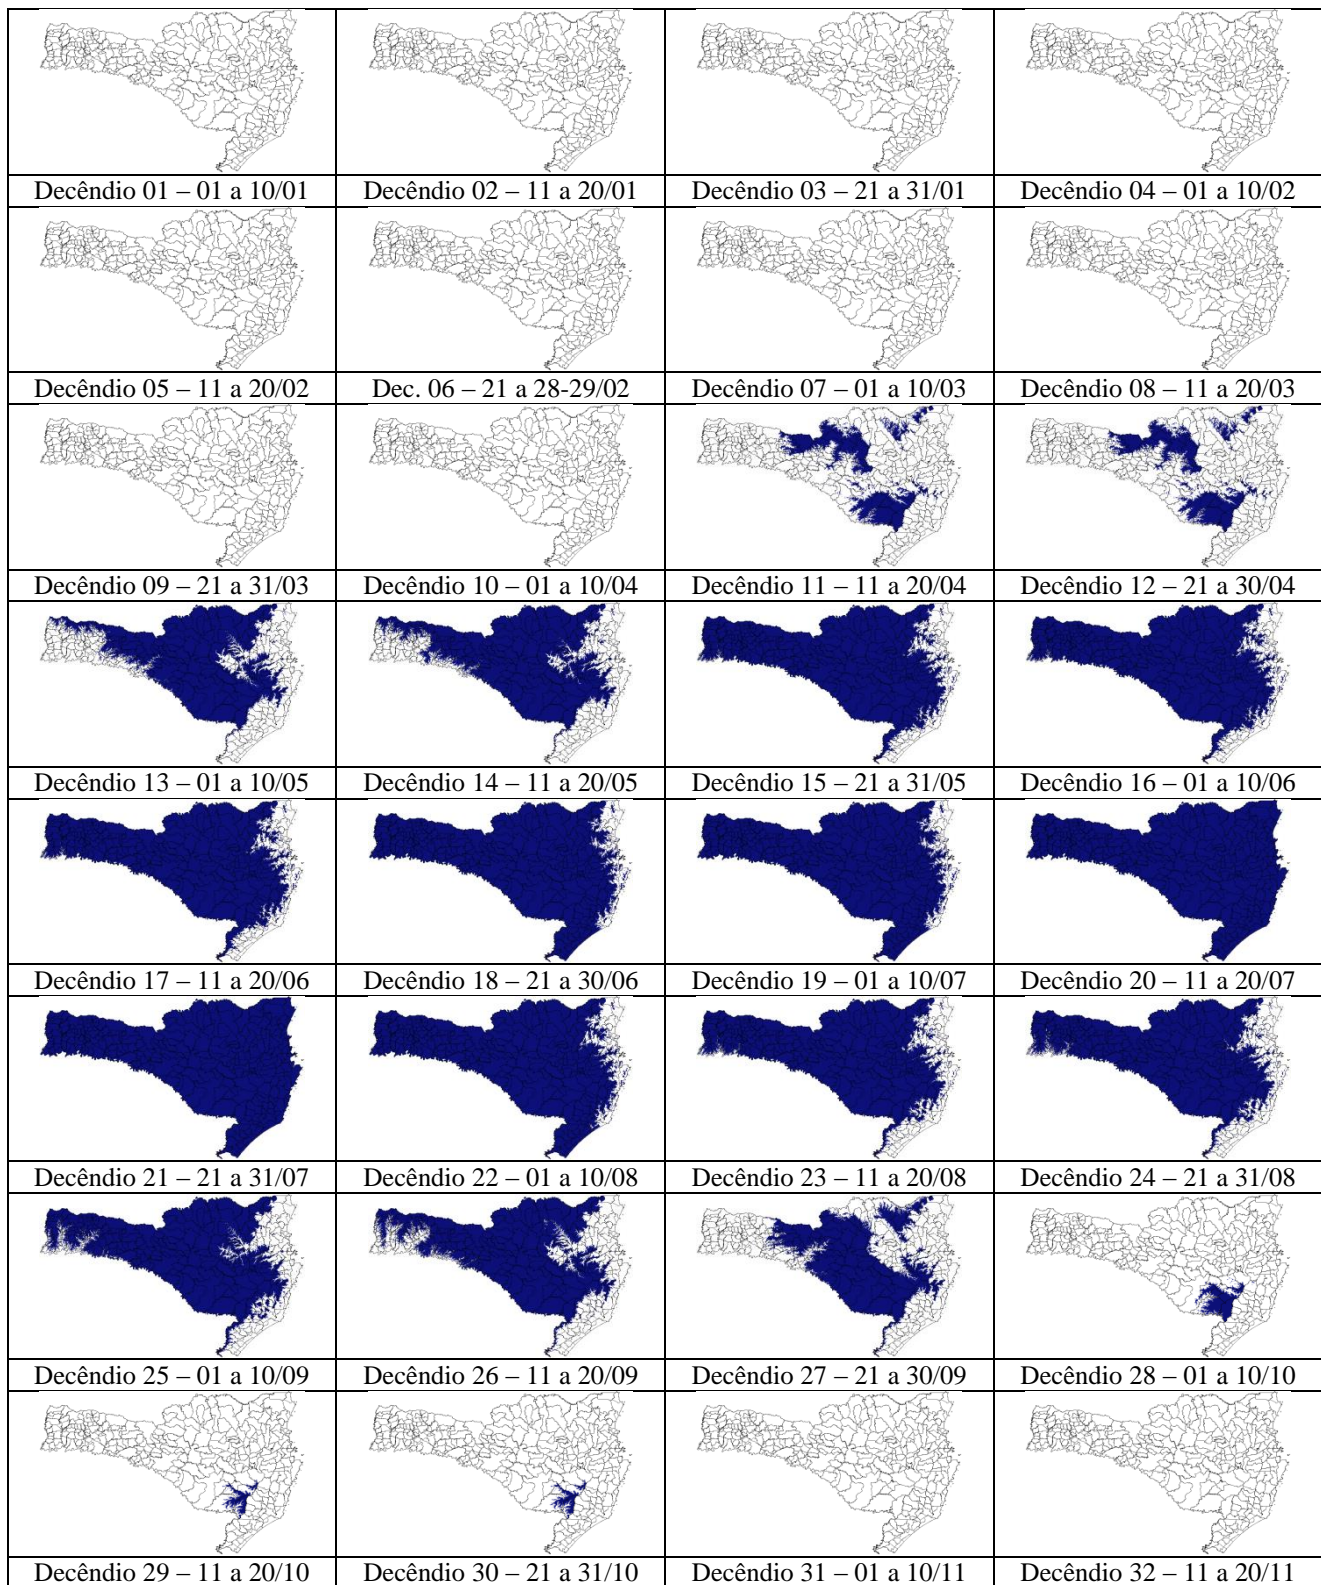 Decêndio 01 – 01 a 10/01
Decêndio 02 – 11 a 20/01
Decêndio 03 – 21 a 31/01
Decêndio 04 – 01 a 10/02
Decêndio 05 – 11 a 20/02
Dec. 06 – 21 a 28-29/02
Decêndio 07 – 01 a 10/03
Decêndio 08 – 11 a 20/03
Decêndio 09 – 21 a 31/03
Decêndio 10 – 01 a 10/04
Decêndio 11 – 11 a 20/04
Decêndio 12 – 21 a 30/04
Decêndio 13 – 01 a 10/05
Decêndio 14 – 11 a 20/05
Decêndio 15 – 21 a 31/05
Decêndio 16 – 01 a 10/06
Decêndio 17 – 11 a 20/06
Decêndio 18 – 21 a 30/06
Decêndio 19 – 01 a 10/07
Decêndio 20 – 11 a 20/07
Decêndio 21 – 21 a 31/07
Decêndio 22 – 01 a 10/08
Decêndio 23 – 11 a 20/08
Decêndio 24 – 21 a 31/08
Decêndio 25 – 01 a 10/09
Decêndio 26 – 11 a 20/09
Decêndio 27 – 21 a 30/09
Decêndio 28 – 01 a 10/10
Decêndio 29 – 11 a 20/10
Decêndio 30 – 21 a 31/10
Decêndio 31 – 01 a 10/11
Decêndio 32 – 11 a 20/11